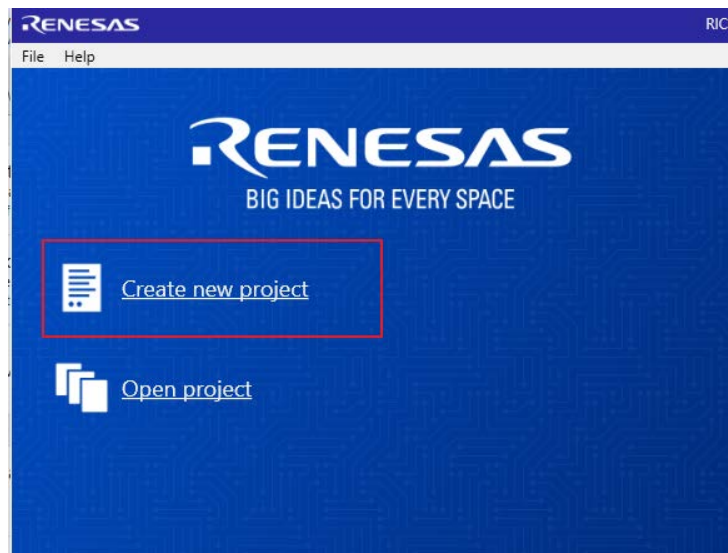 RENESAS
RIC
File Help
RENESAS
BIG IDEAS FOR EVERY SPACE
Create new project
Open project